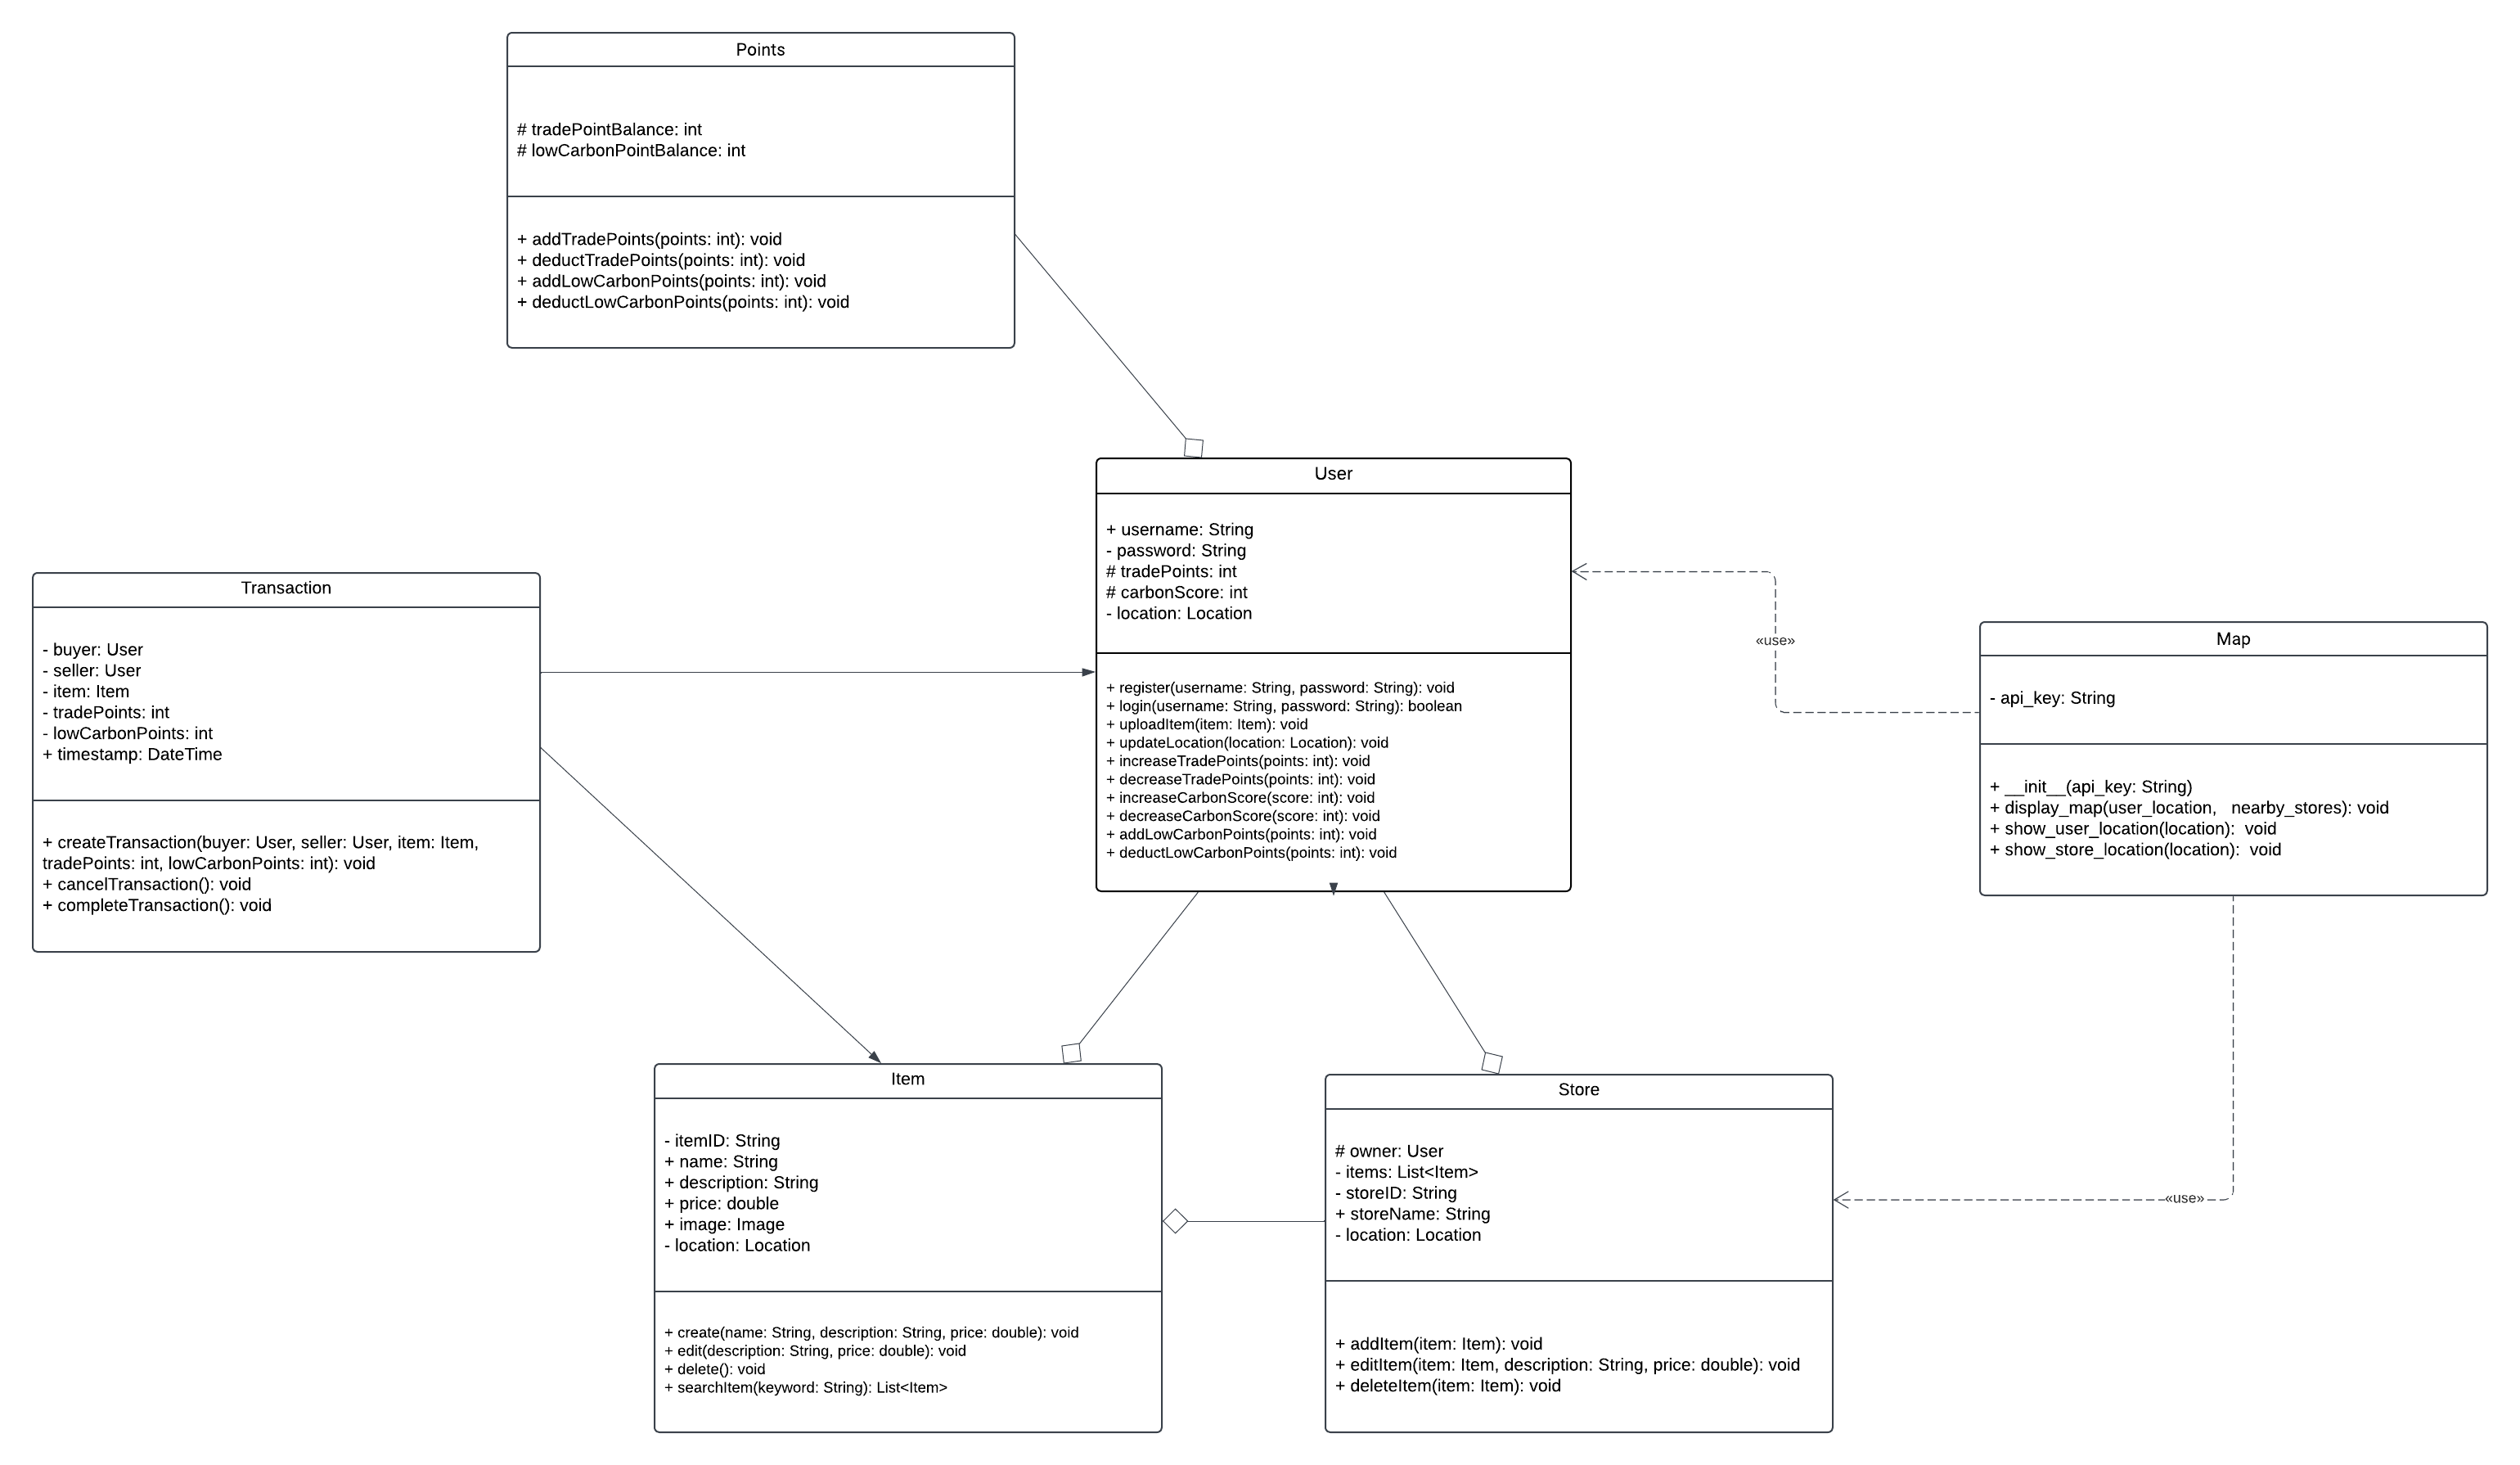 Points
# tradePointBalance: int
# lowCarbonPointBalance: int
+ addTradePoints(points: int): void
+ deductTradePoints(points: int): void
+ addLowCarbonPoints(points: int): void
+ deductLowCarbonPoints(points: int): void
User
+ username: String
- password: String
# tradePoints: int
# carbonScore: int
- location: Location
+ register(username: String, password: String): void
+ login(username: String, password: String): boolean
+ uploadItem(item: Item): void
+ updateLocation(location: Location): void
+ increaseTradePoints(points: int): void
+ decreaseTradePoints(points: int): void
+ increaseCarbonScore(score: int): void
+ decreaseCarbonScore(score: int): void
+ addLowCarbonPoints(points: int): void
+ deductLowCarbonPoints(points: int): void
Transaction
- buyer: User
- seller: User
- item: Item
- tradePoints: int
- lowCarbonPoints: int
+ timestamp: DateTime
+ createTransaction(buyer: User, seller: User, item: Item,
tradePoints: int, lowCarbonPoints: int): void
+ cancelTransaction(): void
+ completeTransaction(): void
«use»
Map
- api_key: String
+ __init__(api_key: String)
+ display_map(user_location,   nearby_stores): void
+ show_user_location(location):  void
+ show_store_location(location):  void
Item
- itemID: String
+ name: String
+ description: String
+ price: double
+ image: Image
- location: Location
+ create(name: String, description: String, price: double): void
+ edit(description: String, price: double): void
+ delete(): void
+ searchItem(keyword: String): List<Item>
Store
# owner: User
- items: List<Item>
- storeID: String
+ storeName: String
- location: Location
+ addItem(item: Item): void
+ editItem(item: Item, description: String, price: double): void
+ deleteItem(item: Item): void
«use»